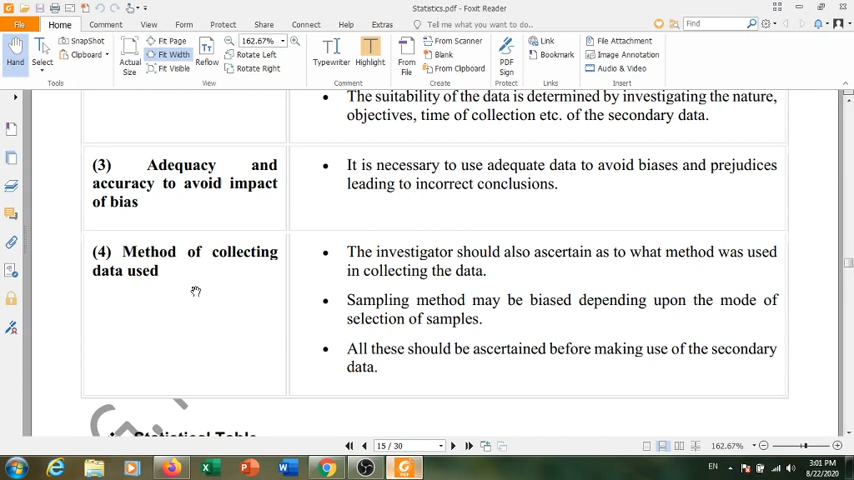 Statistics.pdf - Foxit Reader
File Home Comment View Form Protect Share Connect Help Extras Tell me what you want to do... Find
Hand Select SnapShot Clipboard Actual Size Fit Page Fit Width Fit Visible Reflow 162.67% Rotate Left Rotate Right Typewriter Highlight From File From Scanner Blank From Clipboard PDF Sign Link Bookmark File Attachment Image Annotation Audio & Video
Tools View Comment Create Protect Links Insert
• The suitability of the data is determined by investigating the nature,
objectives, time of collection etc. of the secondary data.
(3) Adequacy and
accuracy to avoid impact
of bias
• It is necessary to use adequate data to avoid biases and prejudices
leading to incorrect conclusions.
(4) Method of collecting
data used
• The investigator should also ascertain as to what method was used
in collecting the data.
• Sampling method may be biased depending upon the mode of
selection of samples.
• All these should be ascertained before making use of the secondary
data.
Statistical Table
15 / 30 162.67%
EN 3:01 PM
8/22/2020